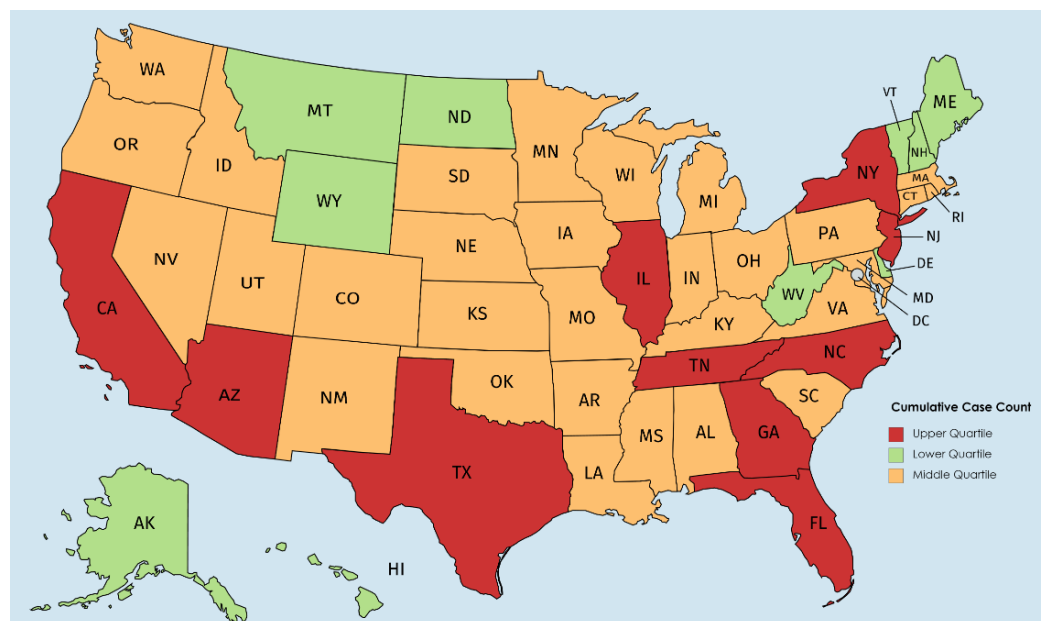 WA
MT
ND
MN
VT
ME
OR
ID
SD
WI
MI
NY
NH
MA
CT
RI
WY
NE
IA
PA
NJ
NV
UT
CO
KS
MO
IL
IN
OH
WV
VA
DE
MD
DC
CA
KY
AZ
NM
OK
AR
TN
NC
SC
TX
LA
MS
AL
GA
FL
AK
HI
Cumulative Case Count
Upper Quartile
Lower Quartile
Middle Quartile